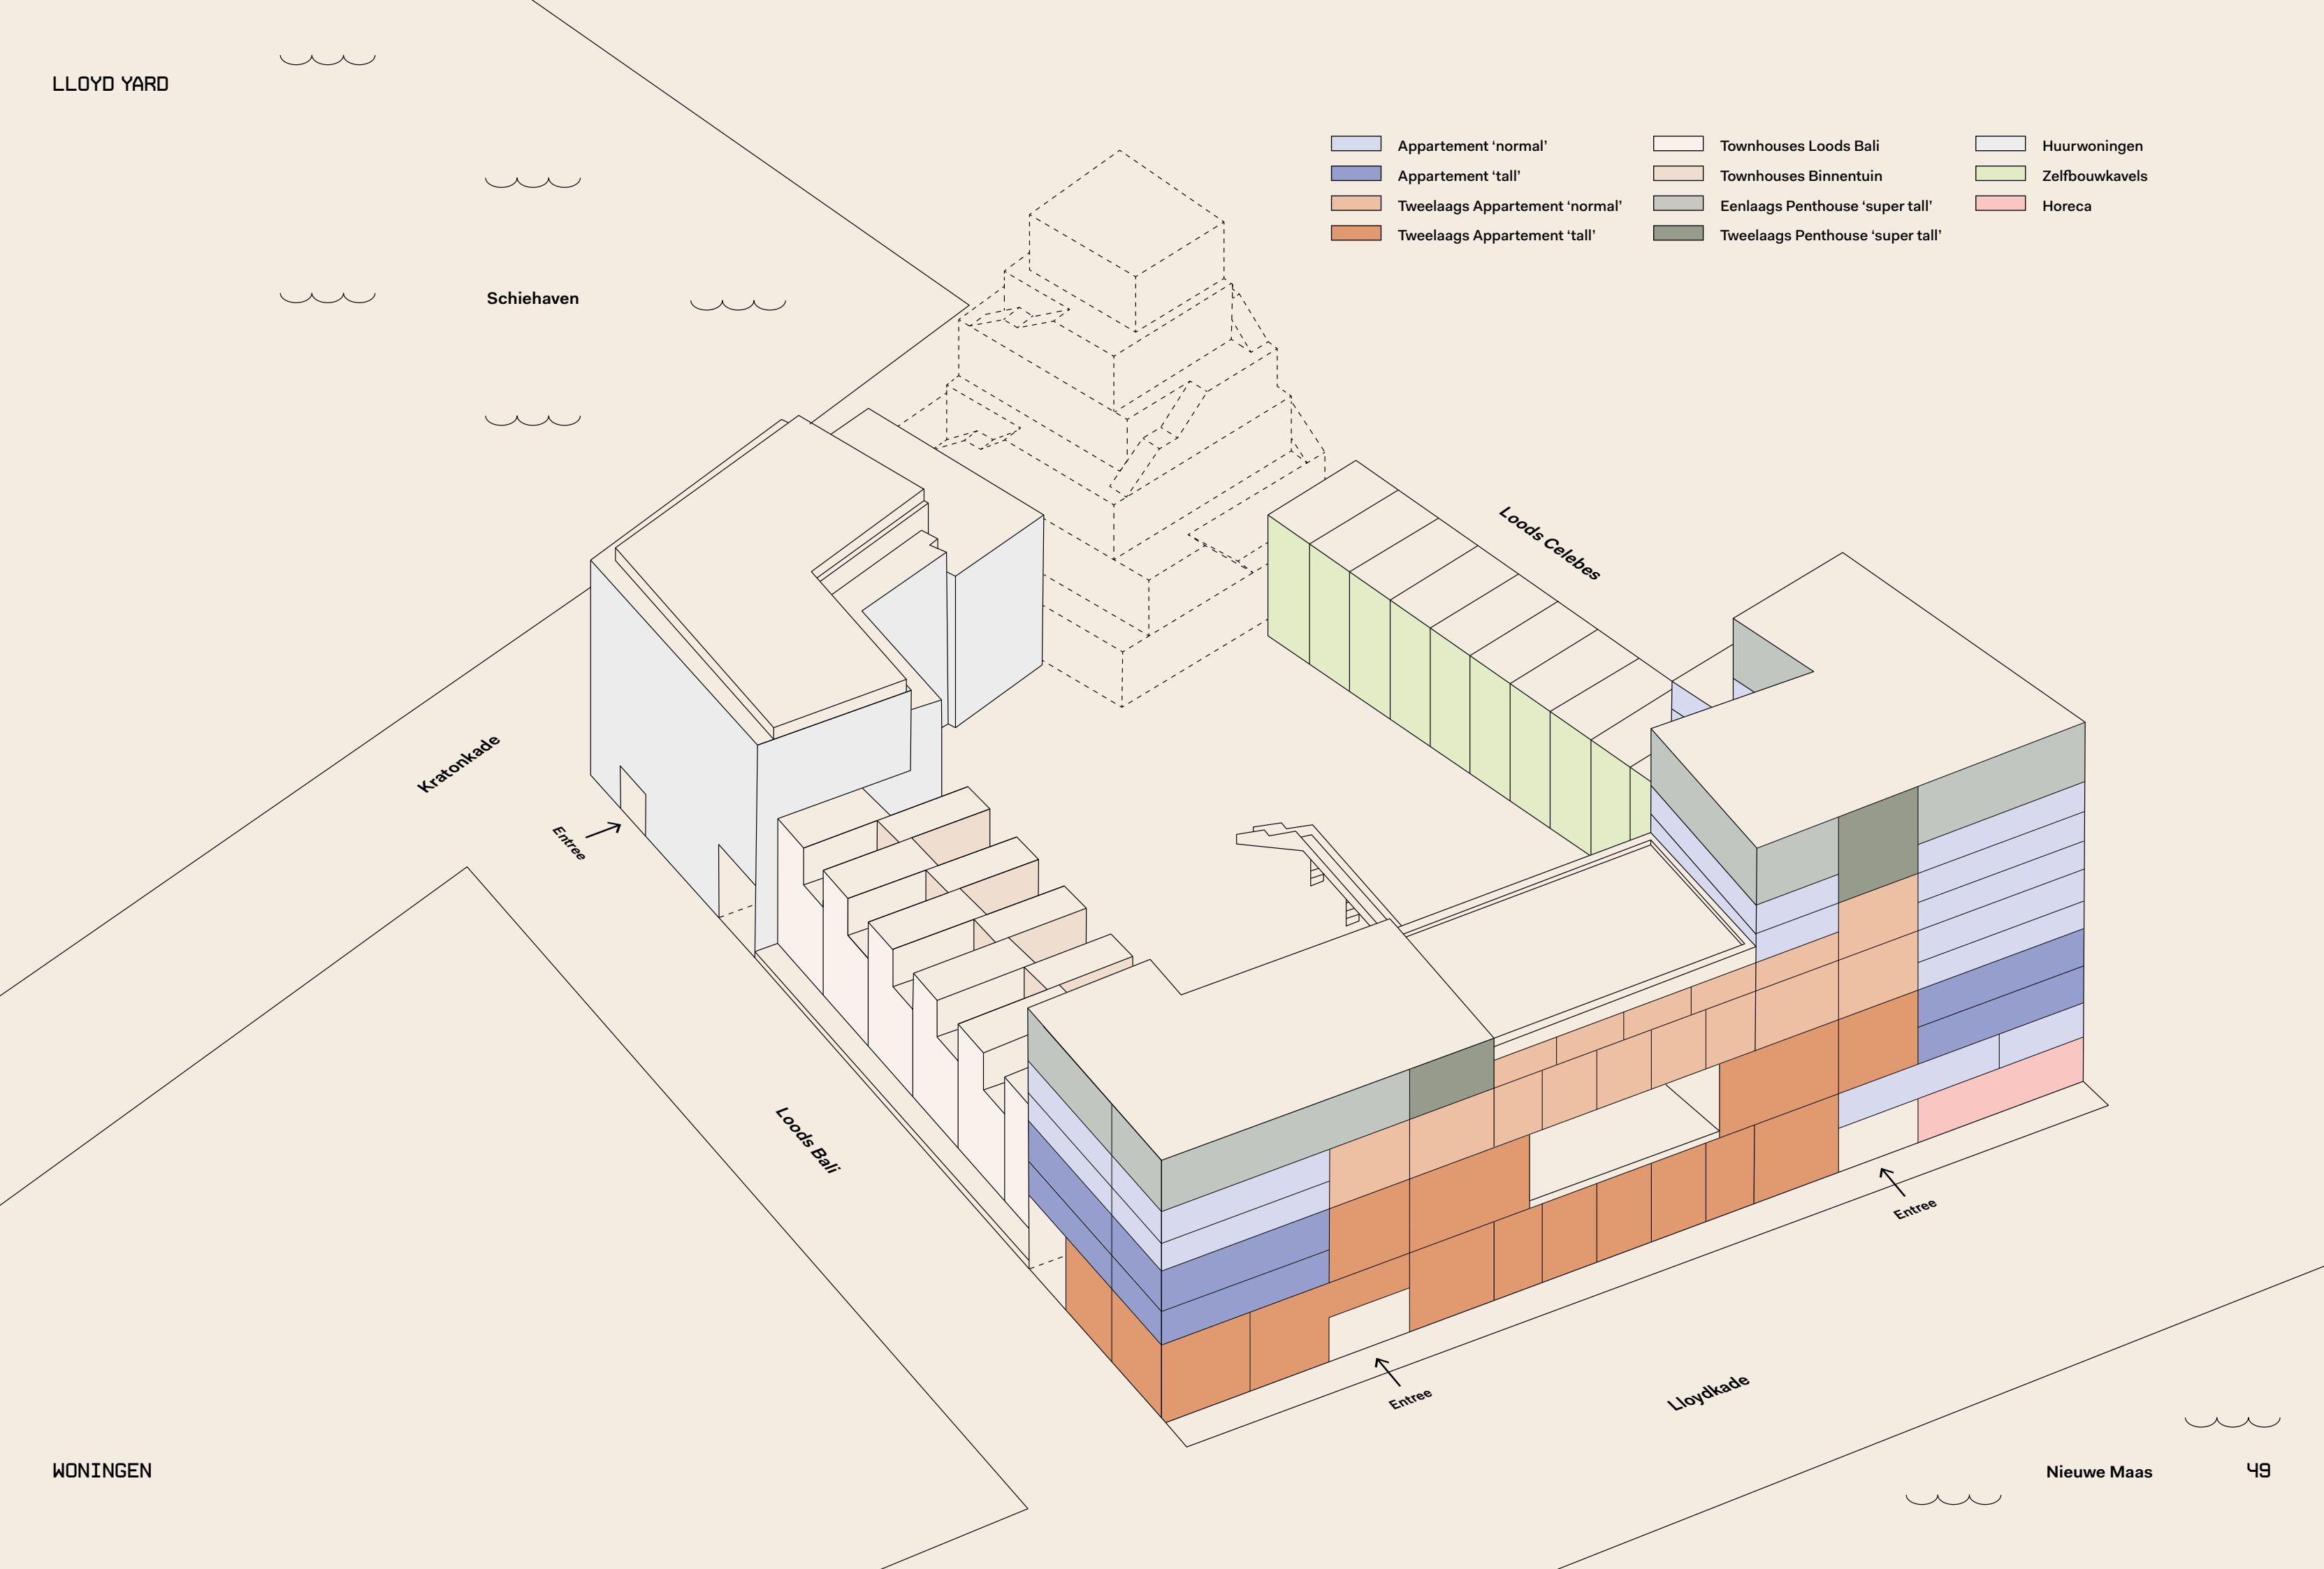 LLOYD YARD
Appartement ‘normal’
Appartement ‘tall’
Tweelaags Appartement ‘normal’
Tweelaags Appartement ‘tall’
Townhouses Loods Bali
Townhouses Binnentuin
Eenlaags Penthouse ‘super tall’
Tweelaags Penthouse ‘super tall’
Huurwoningen
Zelfbouwkavels
Horeca
Schiehaven
Loods Celebes
Kratonkade
Entree
Loods Bali
Entree
Entree
Lloydkade
WONINGEN
Nieuwe Maas
49